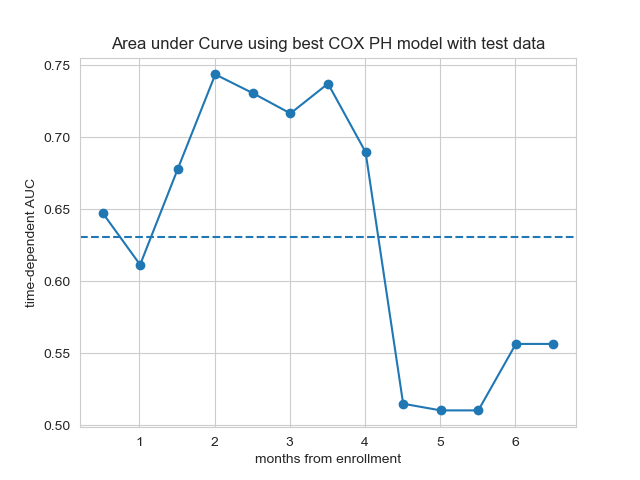 Area under Curve using best COX PH model with test data
time-dependent AUC
0.75
0.70
0.65
0.60
0.55
0.50
1 2 3 4 5 6
months from enrollment